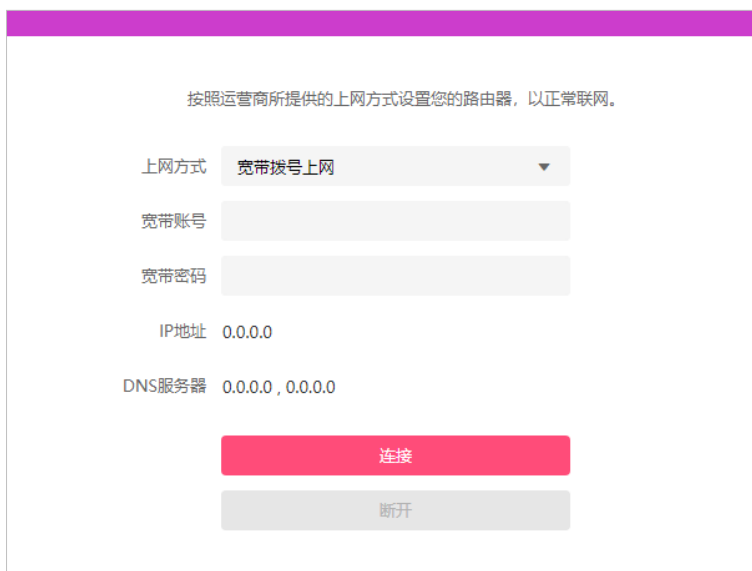 按照运营商所提供的上网方式设置您的路由器，以正常联网。
上网方式 宽带拨号上网
宽带账号
宽带密码
IP地址 0.0.0.0
DNS服务器 0.0.0.0 , 0.0.0.0
连接
断开